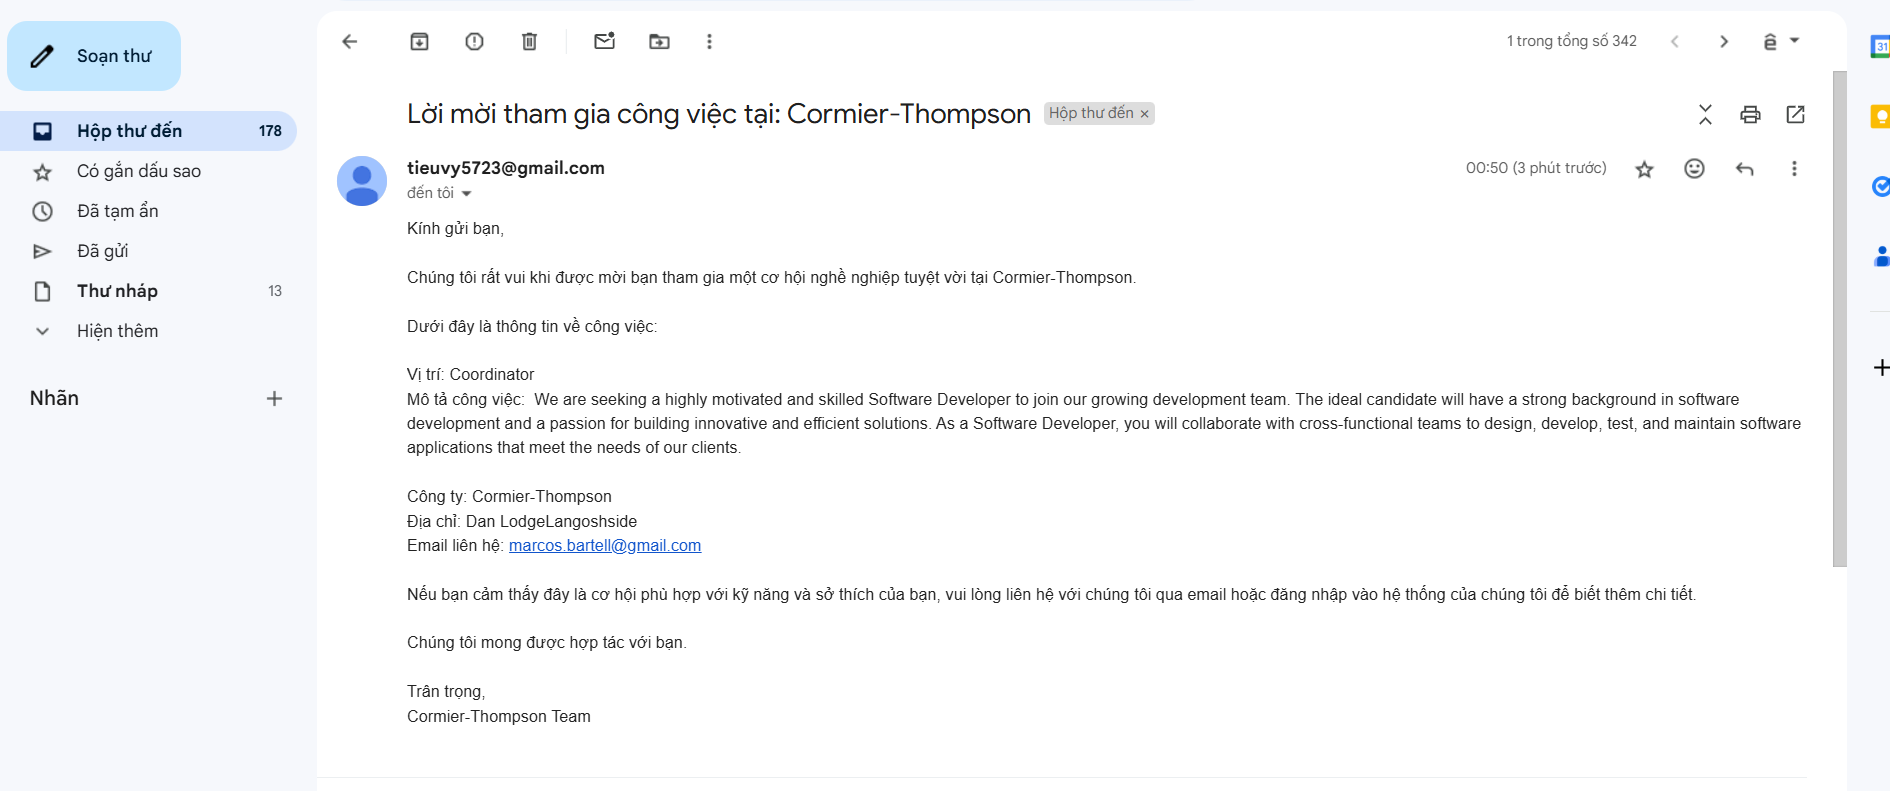 Soạn thư
1 trong tổng số 342
Hộp thư đến 178
Có gắn dấu sao
Đã tạm ẩn
Đã gửi
Thư nháp 13
Hiện thêm
Nhãn
Lời mời tham gia công việc tại: Cormier-Thompson Hộp thư đến ×
tieuvy5723@gmail.com 00:50 (3 phút trước)
đến tôi
Kính gửi bạn,
Chúng tôi rất vui khi được mời bạn tham gia một cơ hội nghề nghiệp tuyệt vời tại Cormier-Thompson.
Dưới đây là thông tin về công việc:
Vị trí: Coordinator
Mô tả công việc: We are seeking a highly motivated and skilled Software Developer to join our growing development team. The ideal candidate will have a strong background in software
development and a passion for building innovative and efficient solutions. As a Software Developer, you will collaborate with cross-functional teams to design, develop, test, and maintain software
applications that meet the needs of our clients.
Công ty: Cormier-Thompson
Địa chỉ: Dan LodgeLangoshside
Email liên hệ: marcos.bartell@gmail.com
Nếu bạn cảm thấy đây là cơ hội phù hợp với kỹ năng và sở thích của bạn, vui lòng liên hệ với chúng tôi qua email hoặc đăng nhập vào hệ thống của chúng tôi để biết thêm chi tiết.
Chúng tôi mong được hợp tác với bạn.
Trân trọng,
Cormier-Thompson Team
ê
31